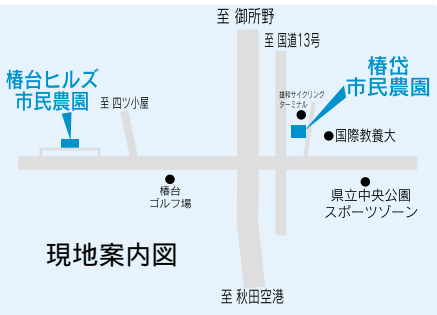 至 御所野
至 国道13号
椿台ヒルズ
市民農園
至 四ツ小屋
雄和サイクリング
ターミナル
椿岱
市民農園
国際教養大
椿台
ゴルフ場
県立中央公園
スポーツゾーン
現地案内図
至 秋田空港